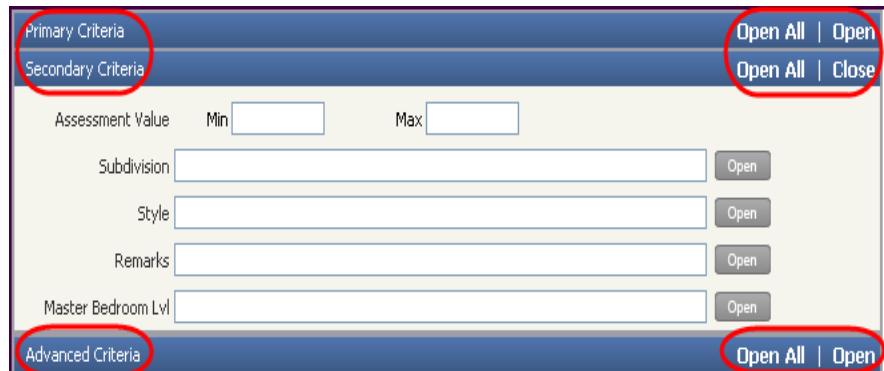 Primary Criteria Open All | Open
Secondary Criteria Open All | Close
Assessment Value Min Max
Subdivision Open
Style Open
Remarks Open
Master Bedroom Lvl Open
Advanced Criteria Open All | Open